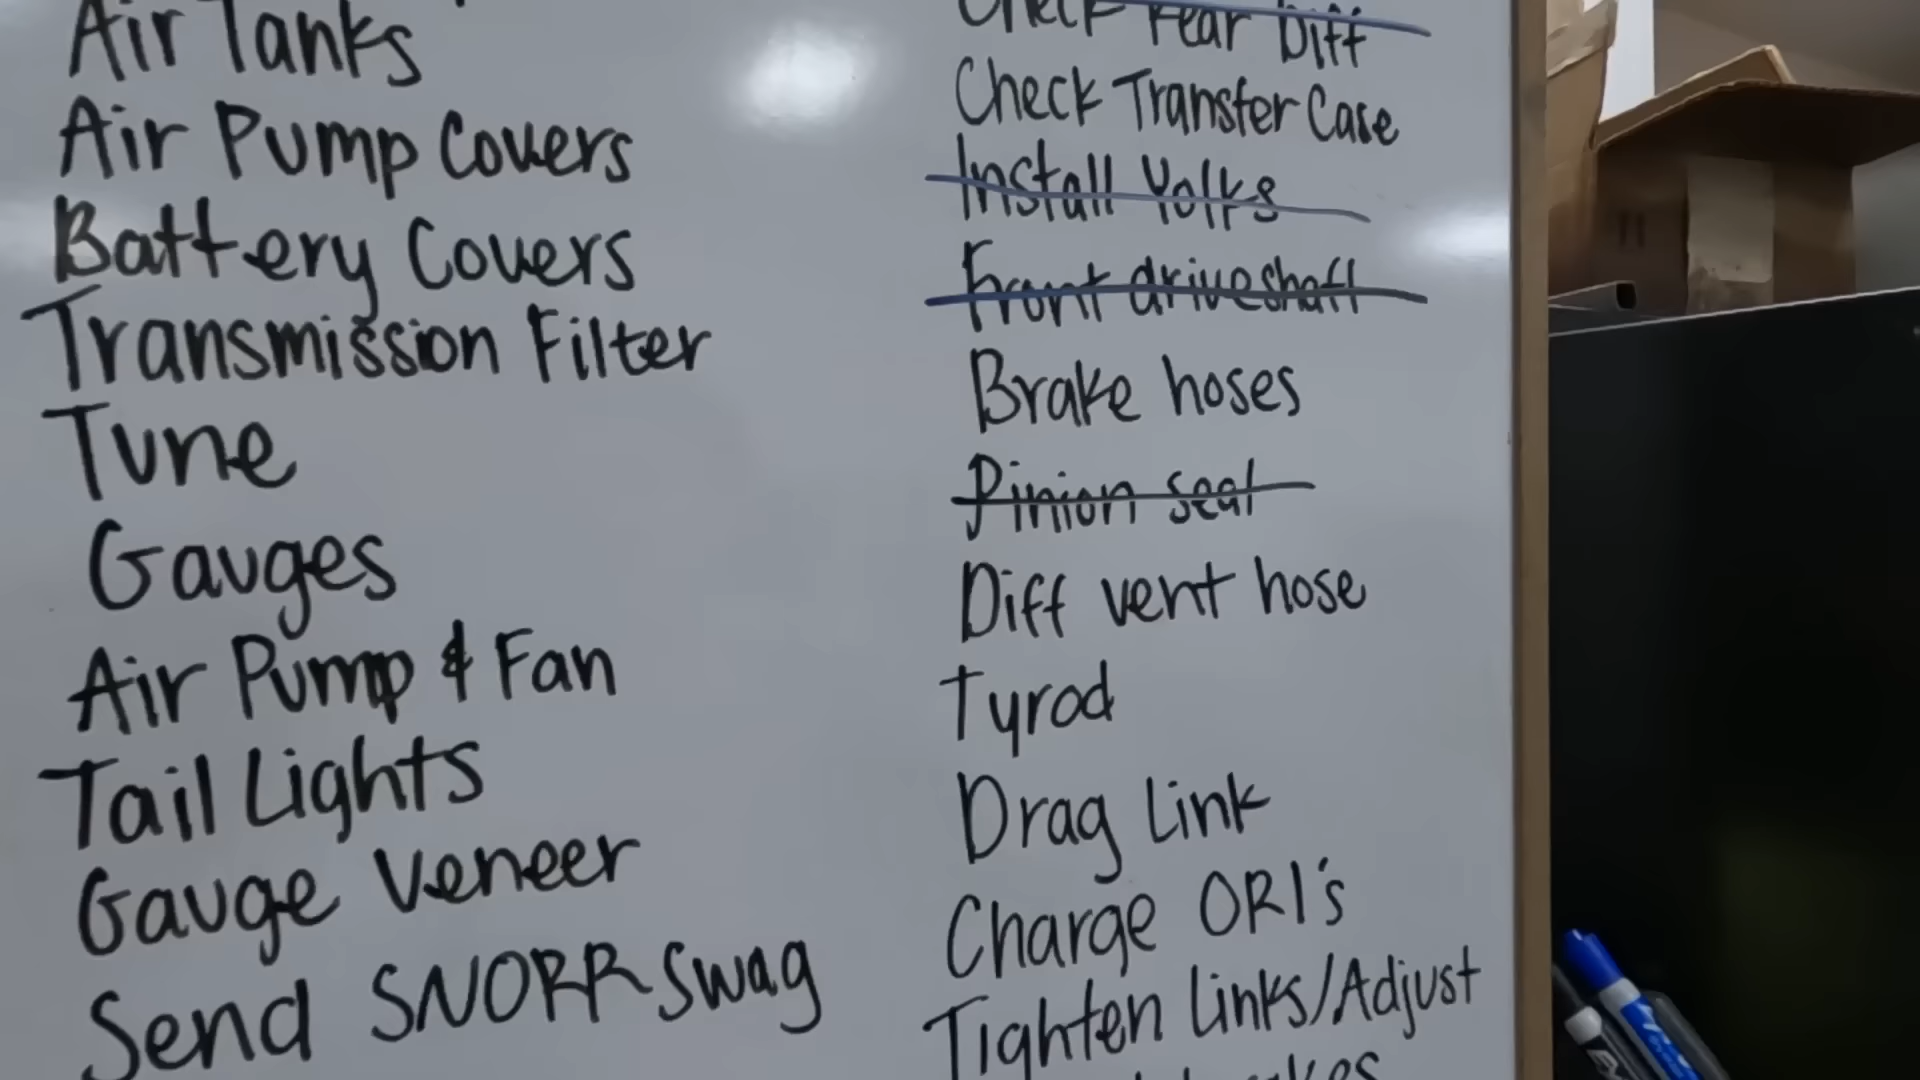 Air Tanks
Air Pump Covers
Battery Covers
Transmission Filter
Tune
Gauges
Air Pump & Fan
Tail Lights
Gauge veneer
Send SNORR Swag
Check rear Diff
Check Transfer Case
Install Yolks
Front driveshaft
Brake hoses
Pinion seal
Diff vent hose
Tyrod
Drag Link
Charge ORI's
Tighten Links/Adjust